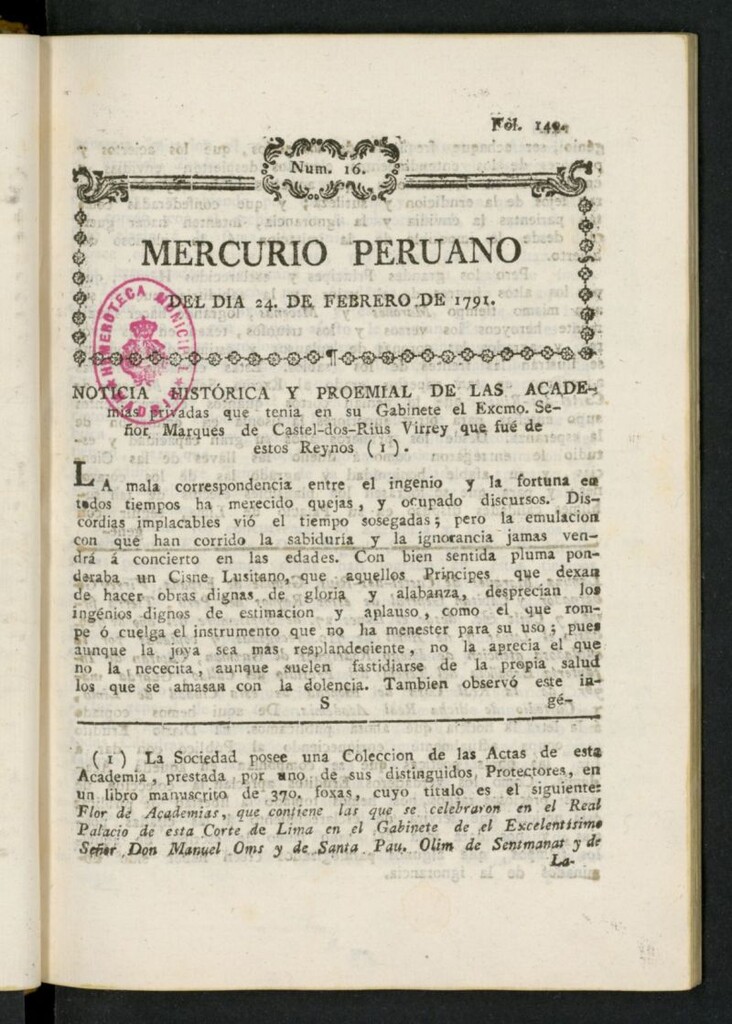 Fol.
Num. 16.
MERCURIO PERUANO
DEL DIA 24. DE FEBRERO DE 1791.
HEMEROTECA MUNICIPAL
MADRID
NOTICIA HISTÓRICA Y PROEMIAL DE LAS ACADE-
mias Privadas que tenia en su Gabinete el Excmo. Se-
ñor Marques de Castel-dos-Rius Virrey que fué de
estos Reynos ( 1 ) .
LA mala correspondencia entre el ingenio y la fortuna en
todos tiempos ha merecido quejas, y ocupado discursos. Dis-
cordias implacables vió el tiempo sosegadas; pero la emulacion
con que han corrido la sabiduría y la ignorancia jamas ven-
drá á concierto en las edades. Con bien sentida pluma pon-
deraba un Cisne Lusitano, que aquellos Principes que dexan
de hacer obras dignas de gloria y alabanza, desprecian los
ingénios dignos de estimacion y aplauso, como el que rom-
pe ó cuelga el instrumento que no ha menester para su uso; pues
aunque la joya sea mas resplandeciente, no la aprecia el que
no la nececita, aunque suelen fastidiarse de la propia salud
los que se amasan con la dolencia. Tambien observó este in-
S gé-
( 1 ) La Sociedad posee una Coleccion de las Actas de esta
Academia, prestada por uno de sus distinguidos Protectores, en
un libro manuscrito de 370. foxas, cuyo titulo es el siguiente:
Flor de Academias, que contiene las que se celebraron en el Real
Palacio de esta Corte de Lima en el Gabinete de el Excelentísimo
Señor Don Manuel Oms y de Santa Pau. Olim de Sentmanat y de
La-